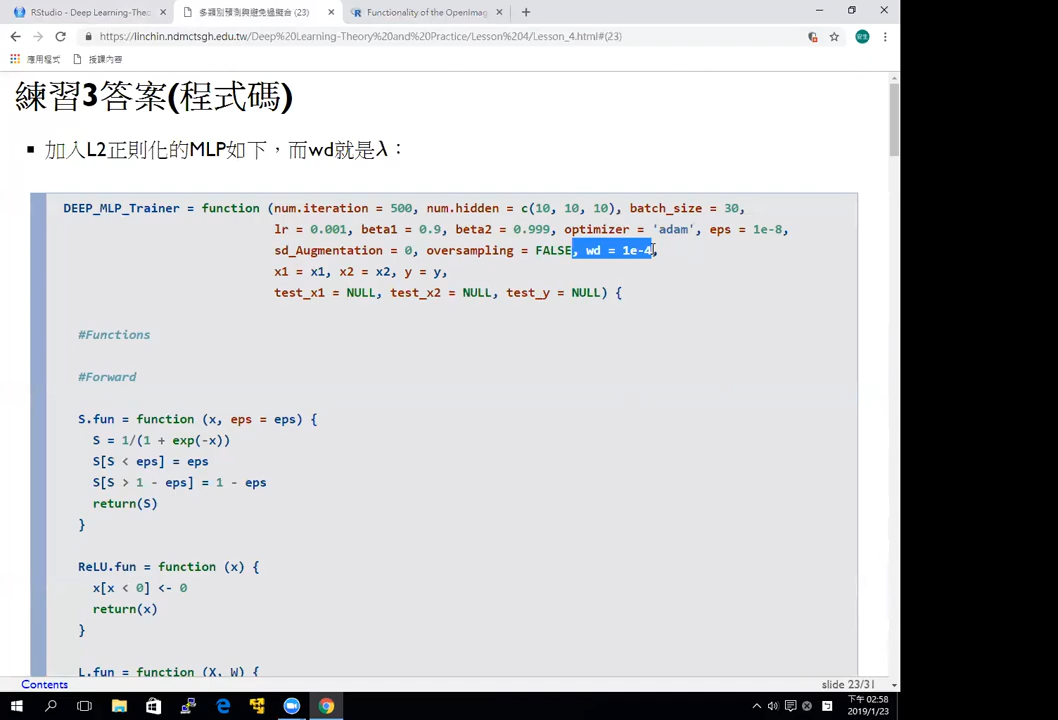 RStudio - Deep Learning-Theo
多類別預測與避免過擬合 (23)
Functionality of the OpenImag
https://linchin.ndmctsgh.edu.tw/Deep%20Learning-Theory%20and%20Practice/Lesson%204/Lesson_4.html#(23)
應用程式
授課內容
練習3答案(程式碼)
▪ 加入L2正則化的MLP如下，而wd就是λ：
DEEP_MLP_Trainer = function (num.iteration = 500, num.hidden = c(10, 10, 10), batch_size = 30,
lr = 0.001, beta1 = 0.9, beta2 = 0.999, optimizer = 'adam', eps = 1e-8,
sd_Augmentation = 0, oversampling = FALSE, wd = 1e-4,
x1 = x1, x2 = x2, y = y,
test_x1 = NULL, test_x2 = NULL, test_y = NULL) {
#Functions
#Forward
S.fun = function (x, eps = eps) {
S = 1/(1 + exp(-x))
S[S < eps] = eps
S[S > 1 - eps] = 1 - eps
return(S)
}
ReLU.fun = function (x) {
x[x < 0] <- 0
return(x)
}
L.fun = function (X, W) {
Contents
slide 23/31
下午 02:58
2019/1/23